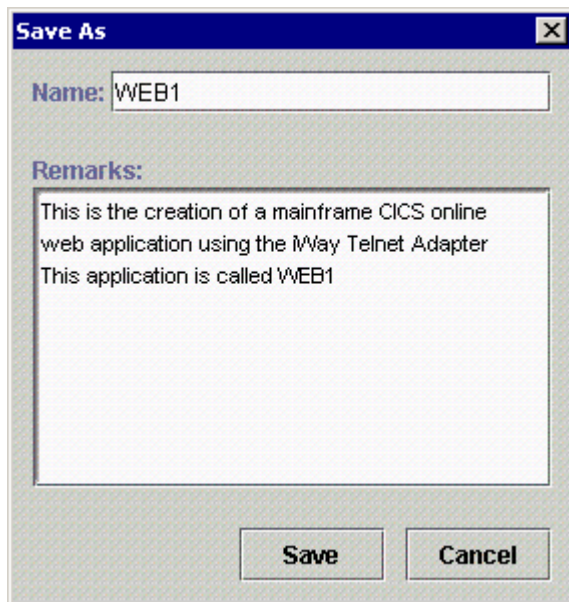 Save As
Name: WEB1
Remarks:
This is the creation of a mainframe CICS online
web application using the iWay Telnet Adapter
This application is called WEB1
Save Cancel